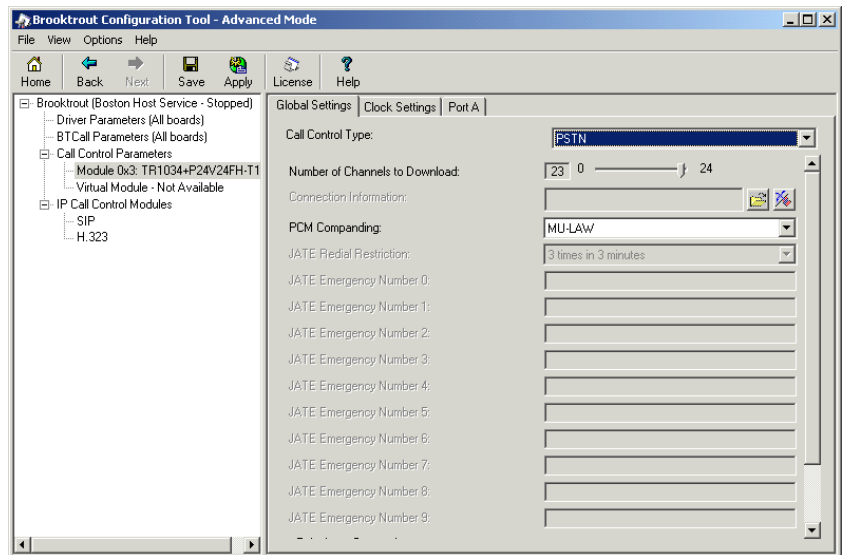 Brooktrout Configuration Tool - Advanced Mode
File View Options Help
Home Back Next Save Apply License Help
Brooktrout (Boston Host Service - Stopped)
Driver Parameters (All boards)
BTCall Parameters (All boards)
Call Control Parameters
Module 0x3: TR1034+P24V24FH-T1
Virtual Module - Not Available
IP Call Control Modules
SIP
H.323
Global Settings Clock Settings Port A
Call Control Type: PSTN
Number of Channels to Download: 23 0 24
Connection Information:
PCM Companding: MU-LAW
JATE Redial Restriction: 3 times in 3 minutes
JATE Emergency Number 0:
JATE Emergency Number 1:
JATE Emergency Number 2:
JATE Emergency Number 3:
JATE Emergency Number 4:
JATE Emergency Number 5:
JATE Emergency Number 6:
JATE Emergency Number 7:
JATE Emergency Number 8:
JATE Emergency Number 9: